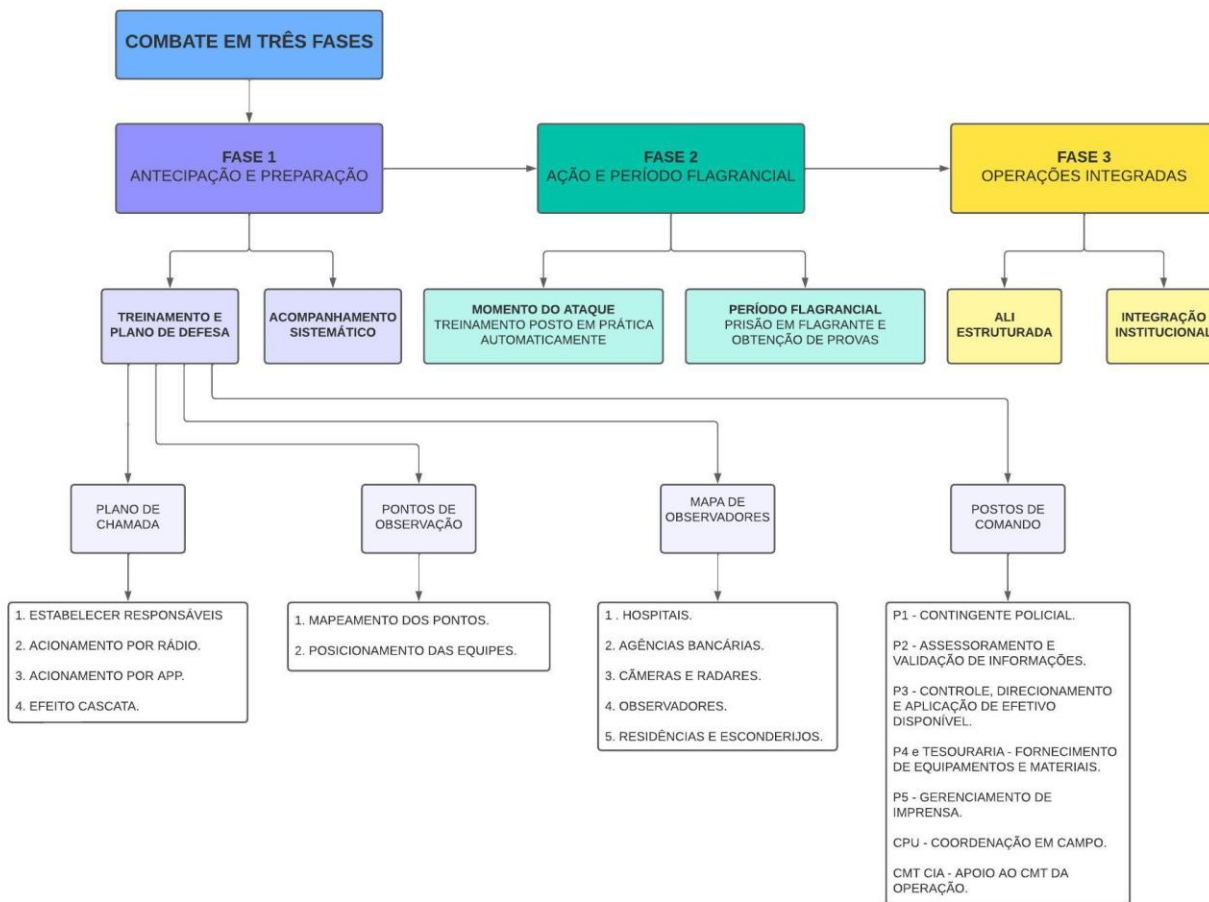 COMBATE EM TRÊS FASES
FASE 1
ANTECIPAÇÃO E PREPARAÇÃO
FASE 2
AÇÃO E PERÍODO FLAGRANCIAL
FASE 3
OPERAÇÕES INTEGRADAS
TREINAMENTO E
PLANO DE DEFESA
ACOMPANHAMENTO
SISTEMÁTICO
MOMENTO DO ATAQUE
TREINAMENTO POSTO EM PRÁTICA
AUTOMATICAMENTE
PERÍODO FLAGRANCIAL
PRISÃO EM FLAGRANTE E
OBTENÇÃO DE PROVAS
ALI
ESTRUTURADA
INTEGRAÇÃO
INSTITUCIONAL
PLANO DE
CHAMADA
PONTOS DE
OBSERVAÇÃO
MAPA DE
OBSERVADORES
POSTOS DE
COMANDO
1. ESTABELECER RESPONSÁVEIS
2. ACIONAMENTO POR RÁDIO.
3. ACIONAMENTO POR APP.
4. EFEITO CASCATA.
1. MAPEAMENTO DOS PONTOS.
2. POSICIONAMENTO DAS EQUIPES.
1 . HOSPITAIS.
2. AGÊNCIAS BANCÁRIAS.
3. CÃMERAS E RADARES.
4. OBSERVADORES.
5. RESIDÊNCIAS E ESCONDERIJOS.
P1 - CONTINGENTE POLICIAL.
P2 - ASSESSORAMENTO E
VALIDAÇÃO DE INFORMAÇÕES.
P3 - CONTROLE, DIRECIONAMENTO
E APLICAÇÃO DE EFETIVO
DISPONÍVEL.
P4 e TESOURARIA - FORNECIMENTO
DE EQUIPAMENTOS E MATERIAIS.
P5 - GERENCIAMENTO DE
IMPRENSA.
CPU - COORDENAÇÃO EM CAMPO.
CMT CIA - APOIO AO CMT DA
OPERAÇÃO.